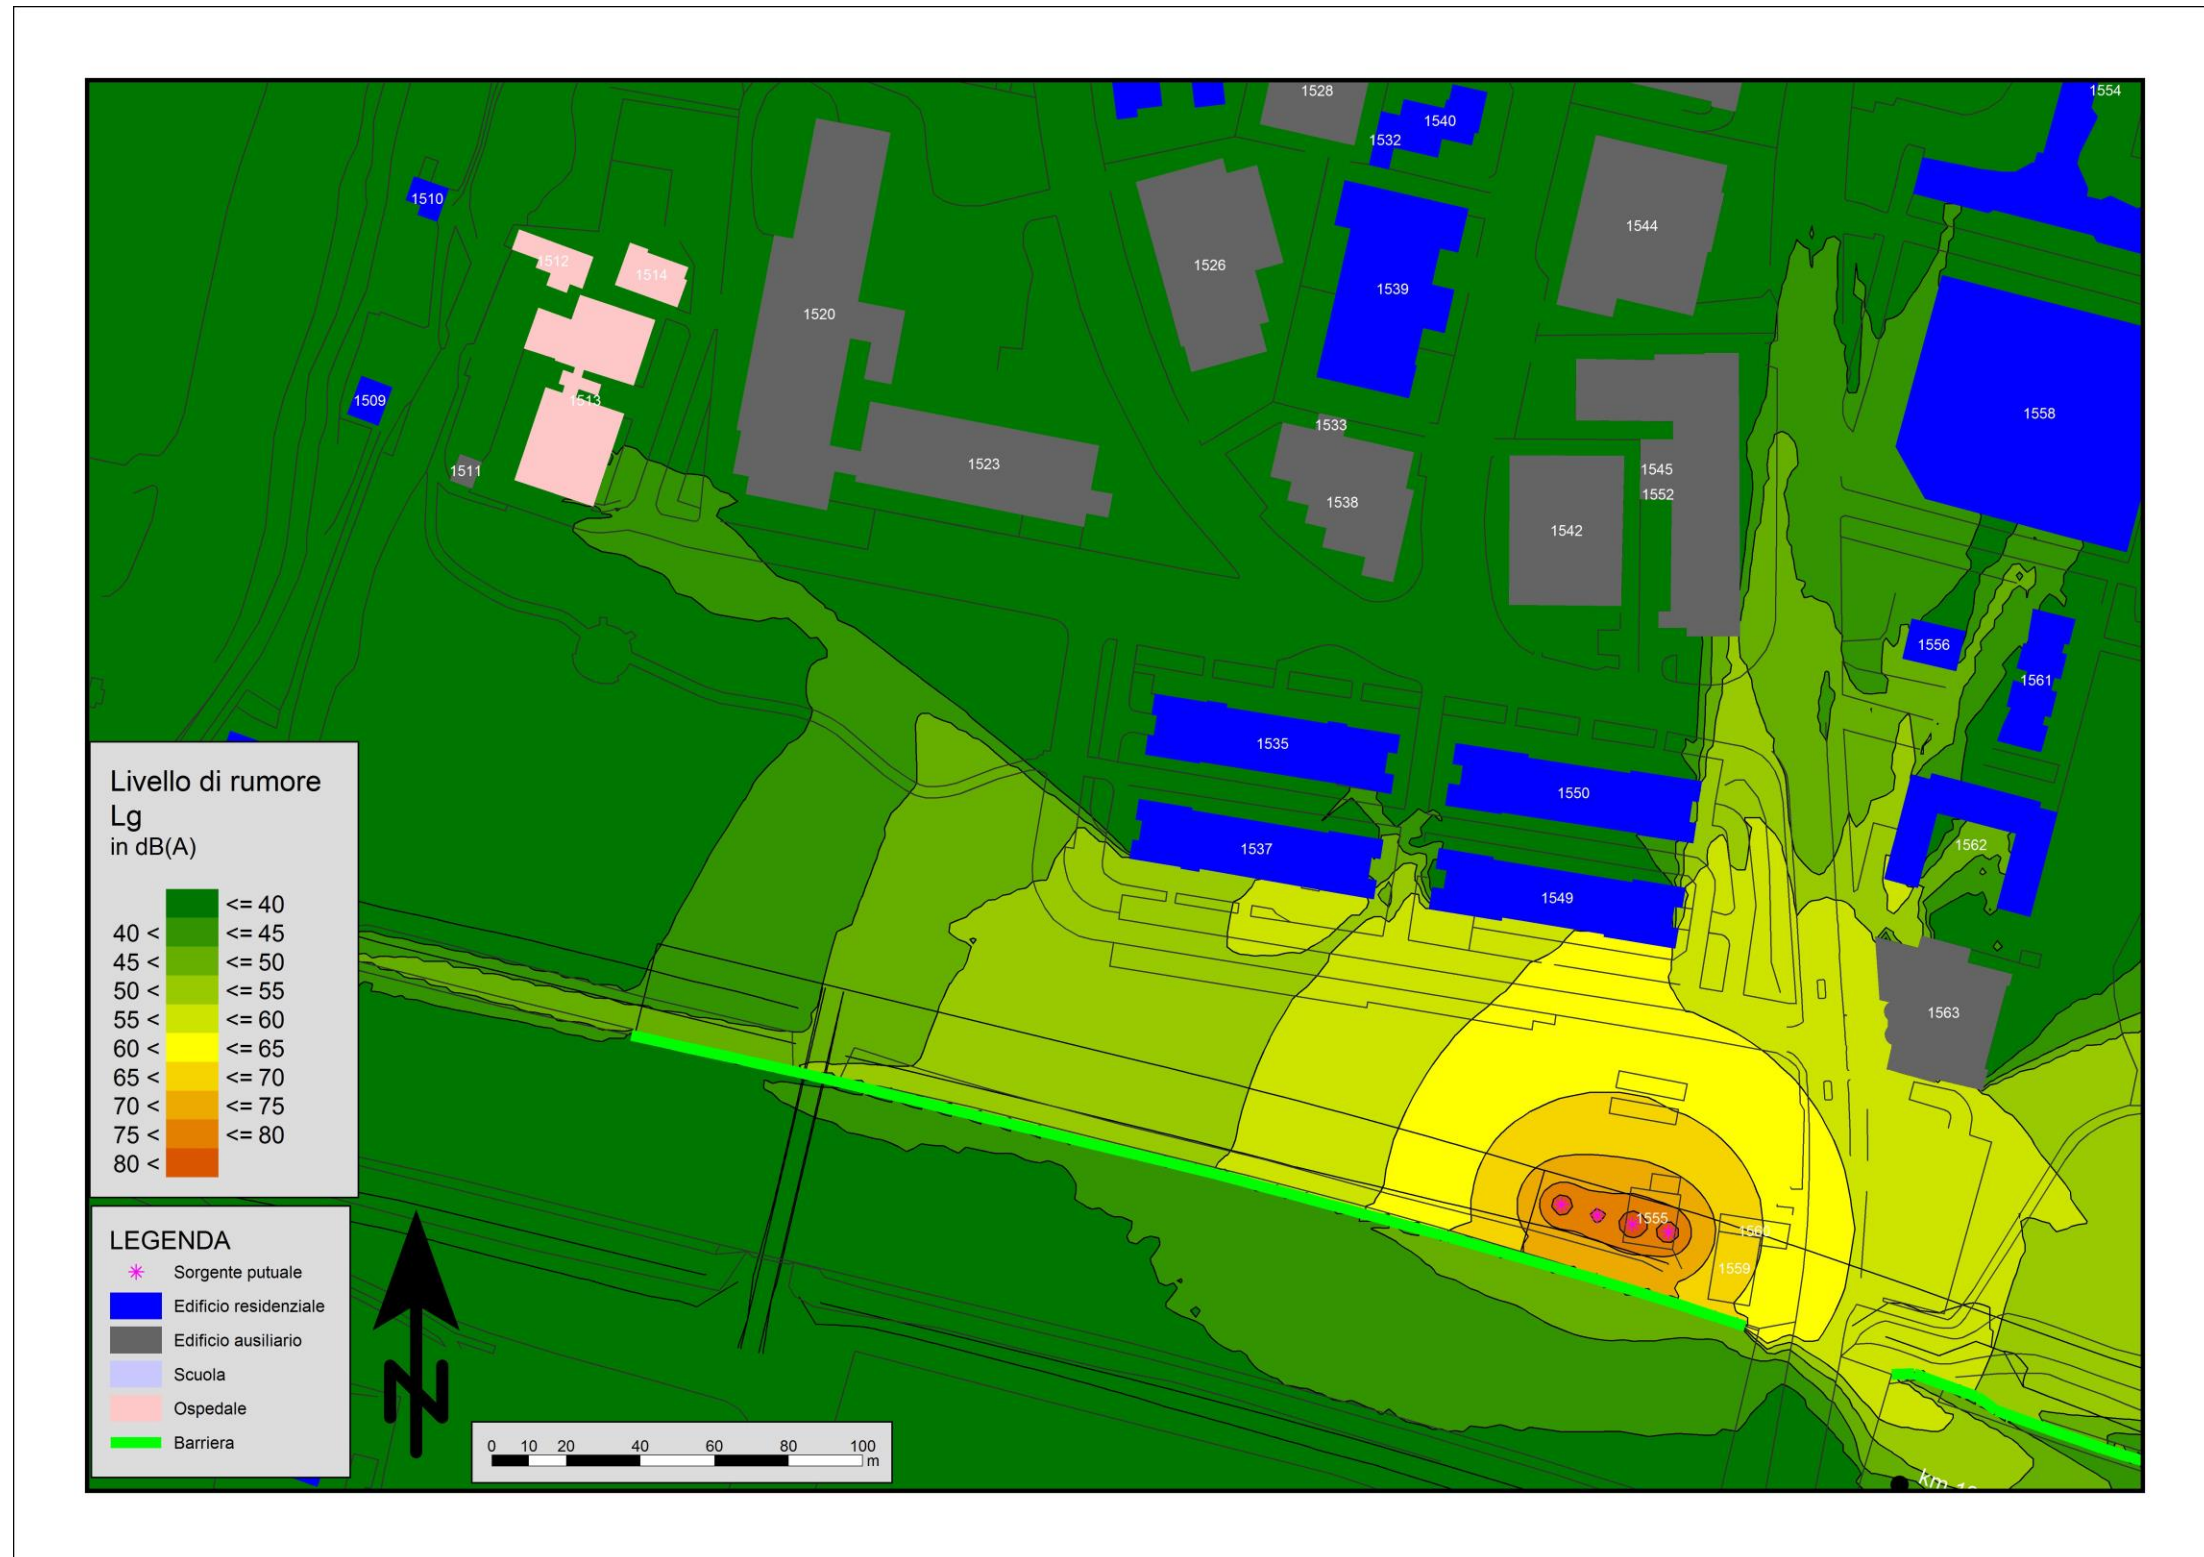 1528
1554
1540
1532
1510
1544
1512
1514
1526
1539
1520
1509
1513
1558
1533
1511
1523
1545
1552
1538
1542
1556
1561
1535
1550
1537
1562
1549
1563
1555
1560
1559
Livello di rumore
Lg
in dB(A)
<= 40
40 < <= 45
45 < <= 50
50 < <= 55
55 < <= 60
60 < <= 65
65 < <= 70
70 < <= 75
75 < <= 80
80 <
LEGENDA
Sorgente putuale
Edificio residenziale
Edificio ausiliario
Scuola
Ospedale
Barriera
N
0 10 20 40 60 80 100
m
km